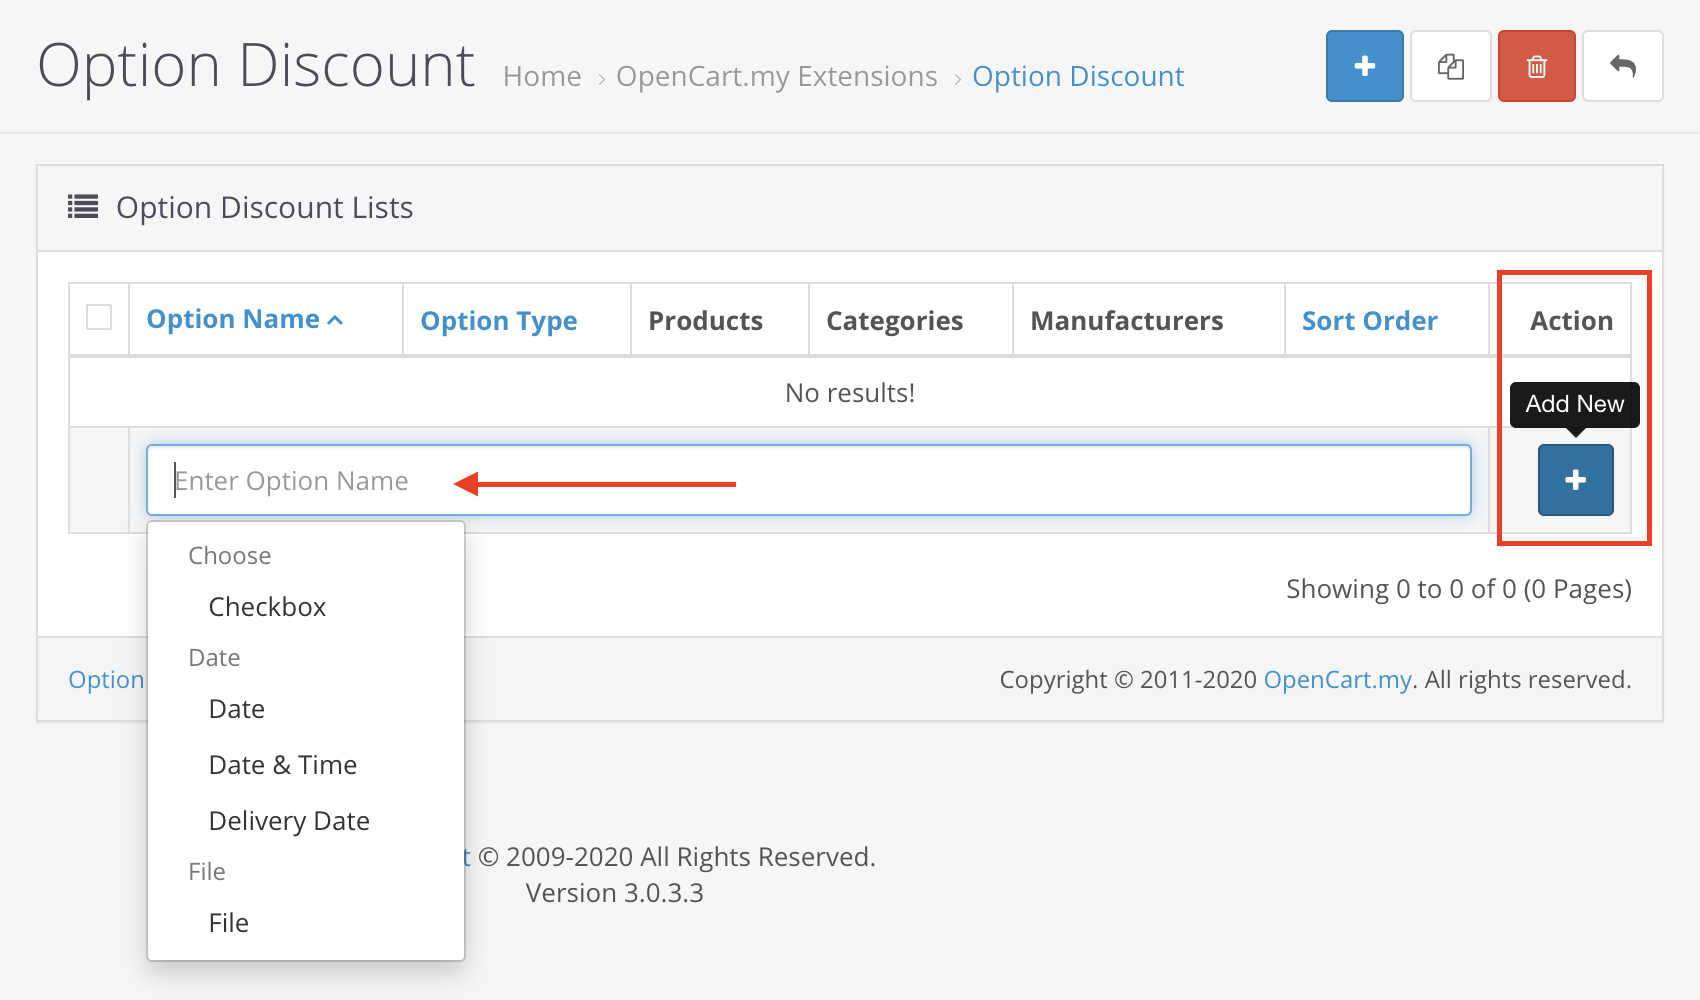 Option Discount
Home › OpenCart.my Extensions › Option Discount
Option Discount Lists
Option Name Option Type Products Categories Manufacturers Sort Order Action
No results!
Add New
Enter Option Name
Choose
Checkbox
Date
Date
Date & Time
Delivery Date
File
File
Showing 0 to 0 of 0 (0 Pages)
Option
Copyright © 2011-2020 OpenCart.my. All rights reserved.
t © 2009-2020 All Rights Reserved.
Version 3.0.3.3